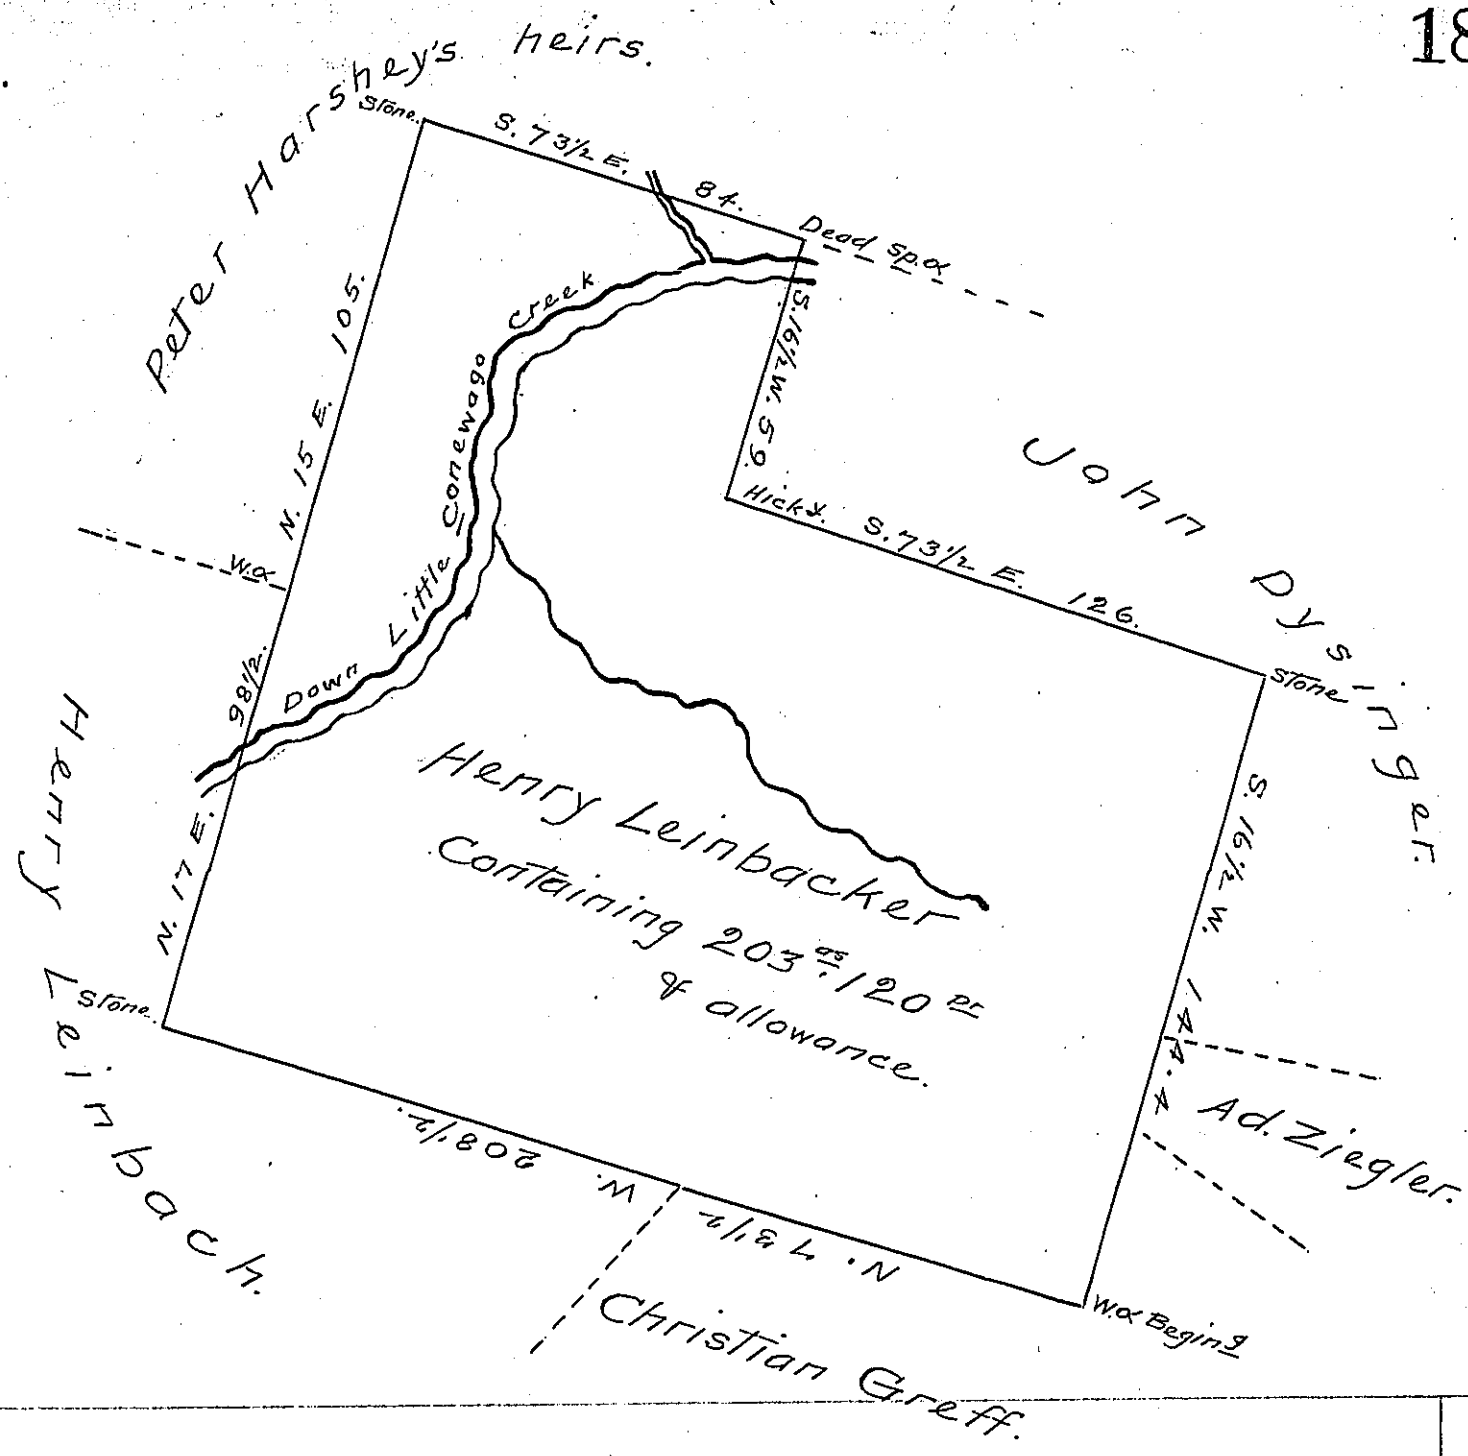 18
Peter Harshey's heirs.
Stone.
S. 73½ E. 84.
Dead Sp.o
N. 15 E. 105.
Creek
S. 16½ W. 59.
Down Little Conewago
John Dysinger.
Hicky.
S. 73½ E. 126.
W.o
Stone
98½.
N. 17 E.
Henry Leinbach.
Henry Leinbacker
Containing 203 as. 120 pr
& allowance.
S. 16½ W. 144.4
Stone.
Ad. Ziegler.
N. 73½ W. 208½.
W.o Beging
Christian Greff.